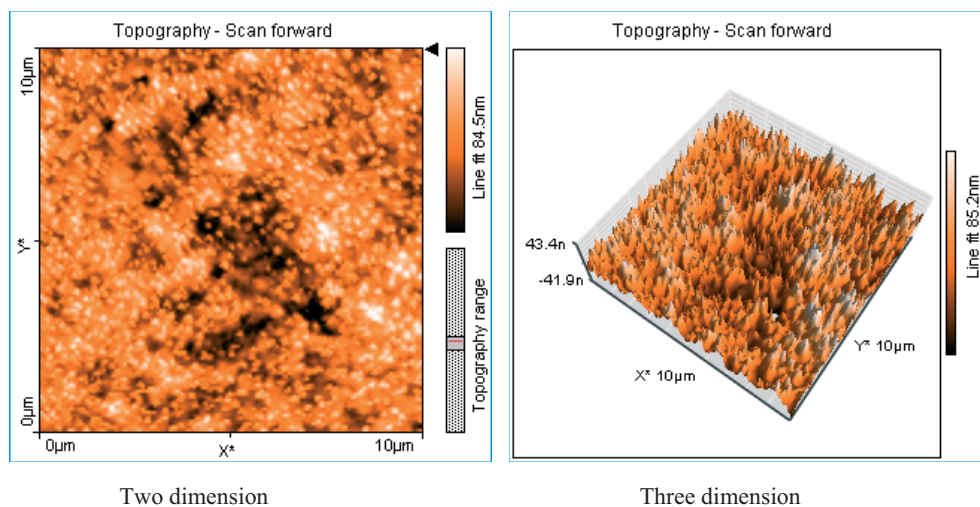 Topography - Scan forward
10µm
Y*
0µm
0µm
X*
10µm
Line fit 84.5nm
Topography range
Two dimension
Topography - Scan forward
43.4n
-41.9n
X* 10µm
Y* 10µm
Line fit 85.2nm
Three dimension